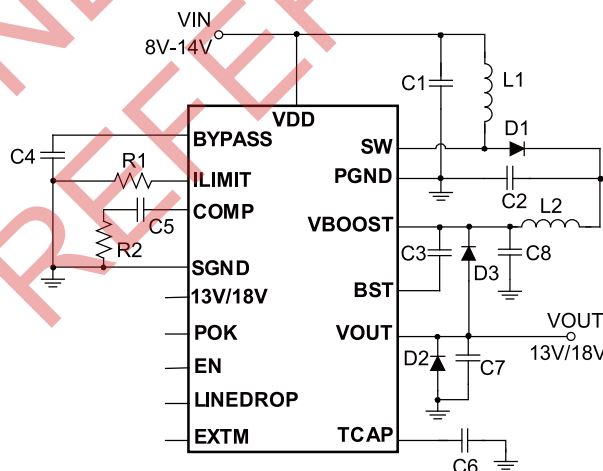 VIN
8V-14V
C1
L1
VDD
BYPASS
SW
D1
C4
R1
ILIMIT
PGND
C2
COMP
C5
VBOOST
L2
R2
C3
C8
SGND
D3
13V/18V
BST
POK
VOUT
VOUT
13V/18V
EN
D2
C7
LINEDROP
EXTM
TCAP
C6
REFER